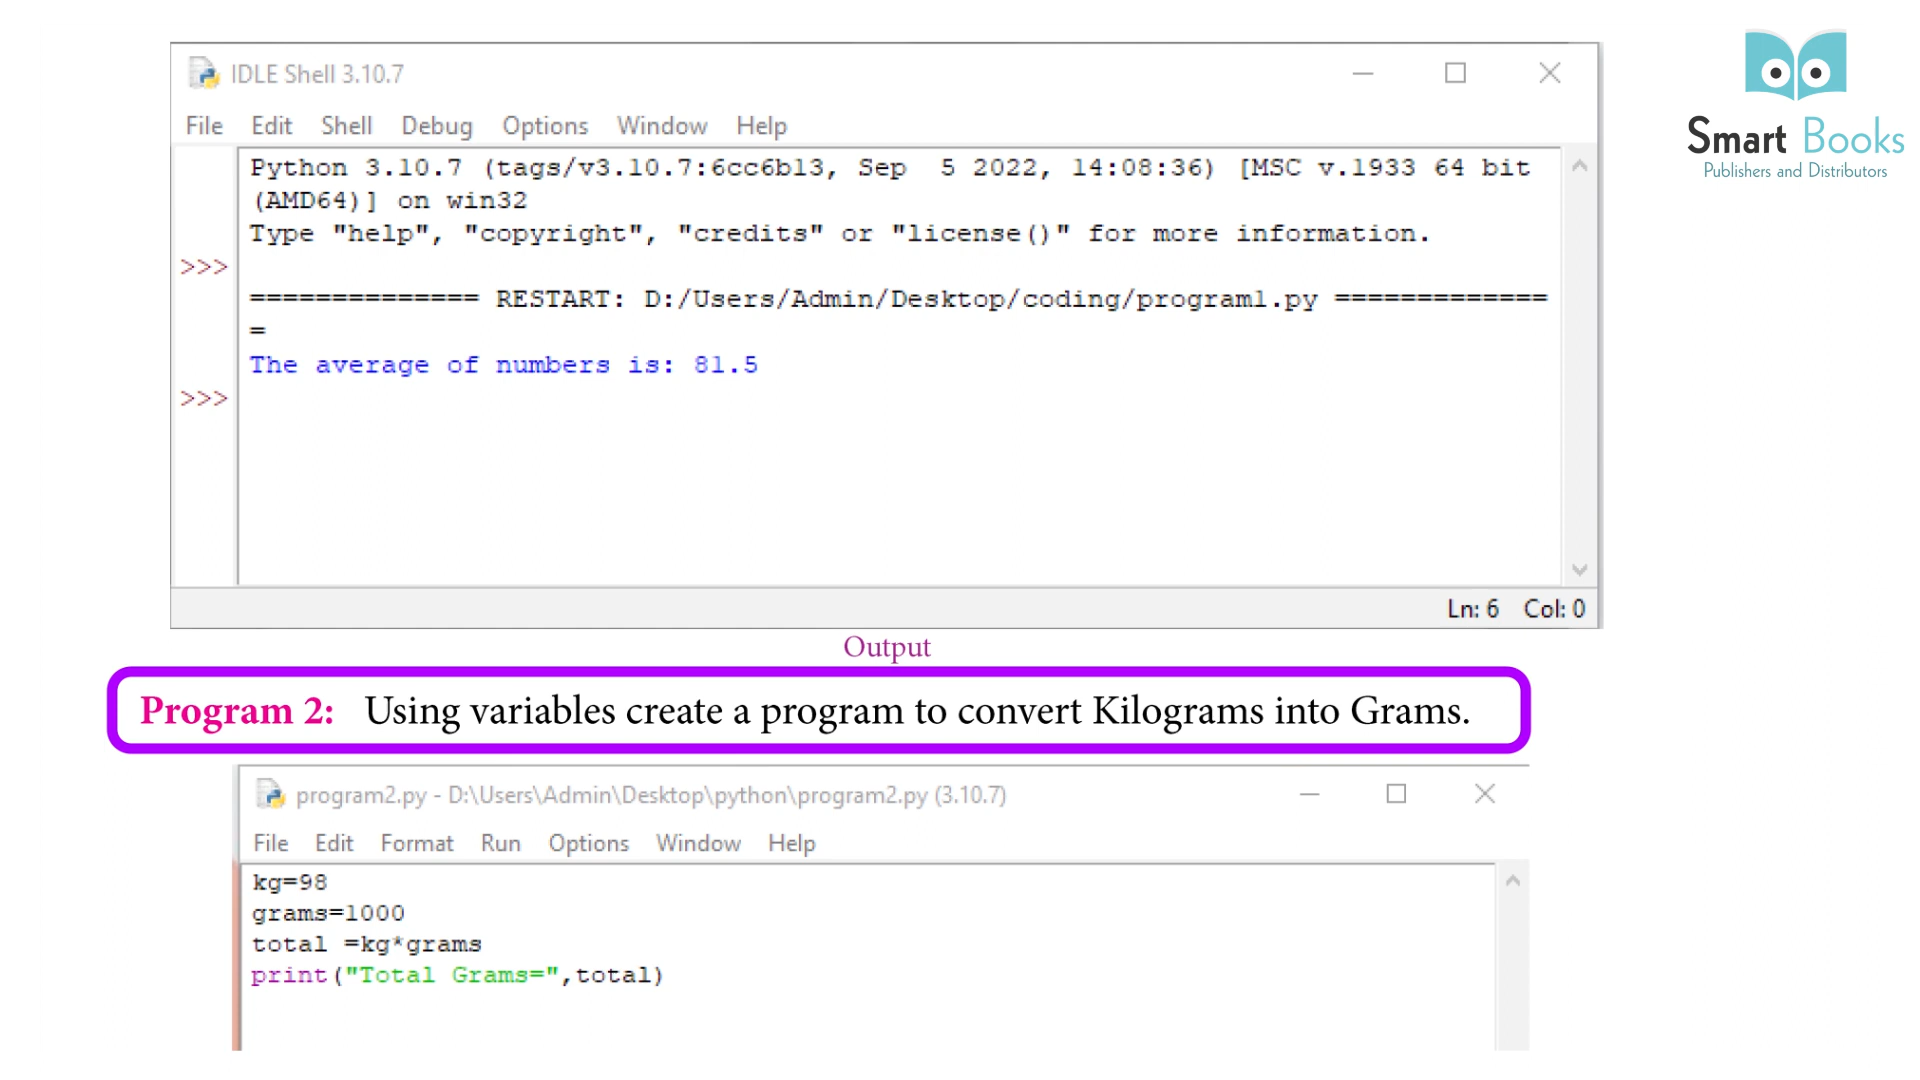 IDLE Shell 3.10.7
File Edit Shell Debug Options Window Help
Python 3.10.7 (tags/v3.10.7:6cc6b13, Sep  5 2022, 14:08:36) [MSC v.1933 64 bit
(AMD64)] on win32
Type "help", "copyright", "credits" or "license()" for more information.
>>>
============== RESTART: D:/Users/Admin/Desktop/coding/program1.py =============
=
The average of numbers is: 81.5
>>>
Ln: 6 Col: 0
Smart Books
Publishers and Distributors
Output
Program 2: Using variables create a program to convert Kilograms into Grams.
program2.py - D:\Users\Admin\Desktop\python\program2.py (3.10.7)
File Edit Format Run Options Window Help
kg=98
grams=1000
total =kg*grams
print("Total Grams=",total)